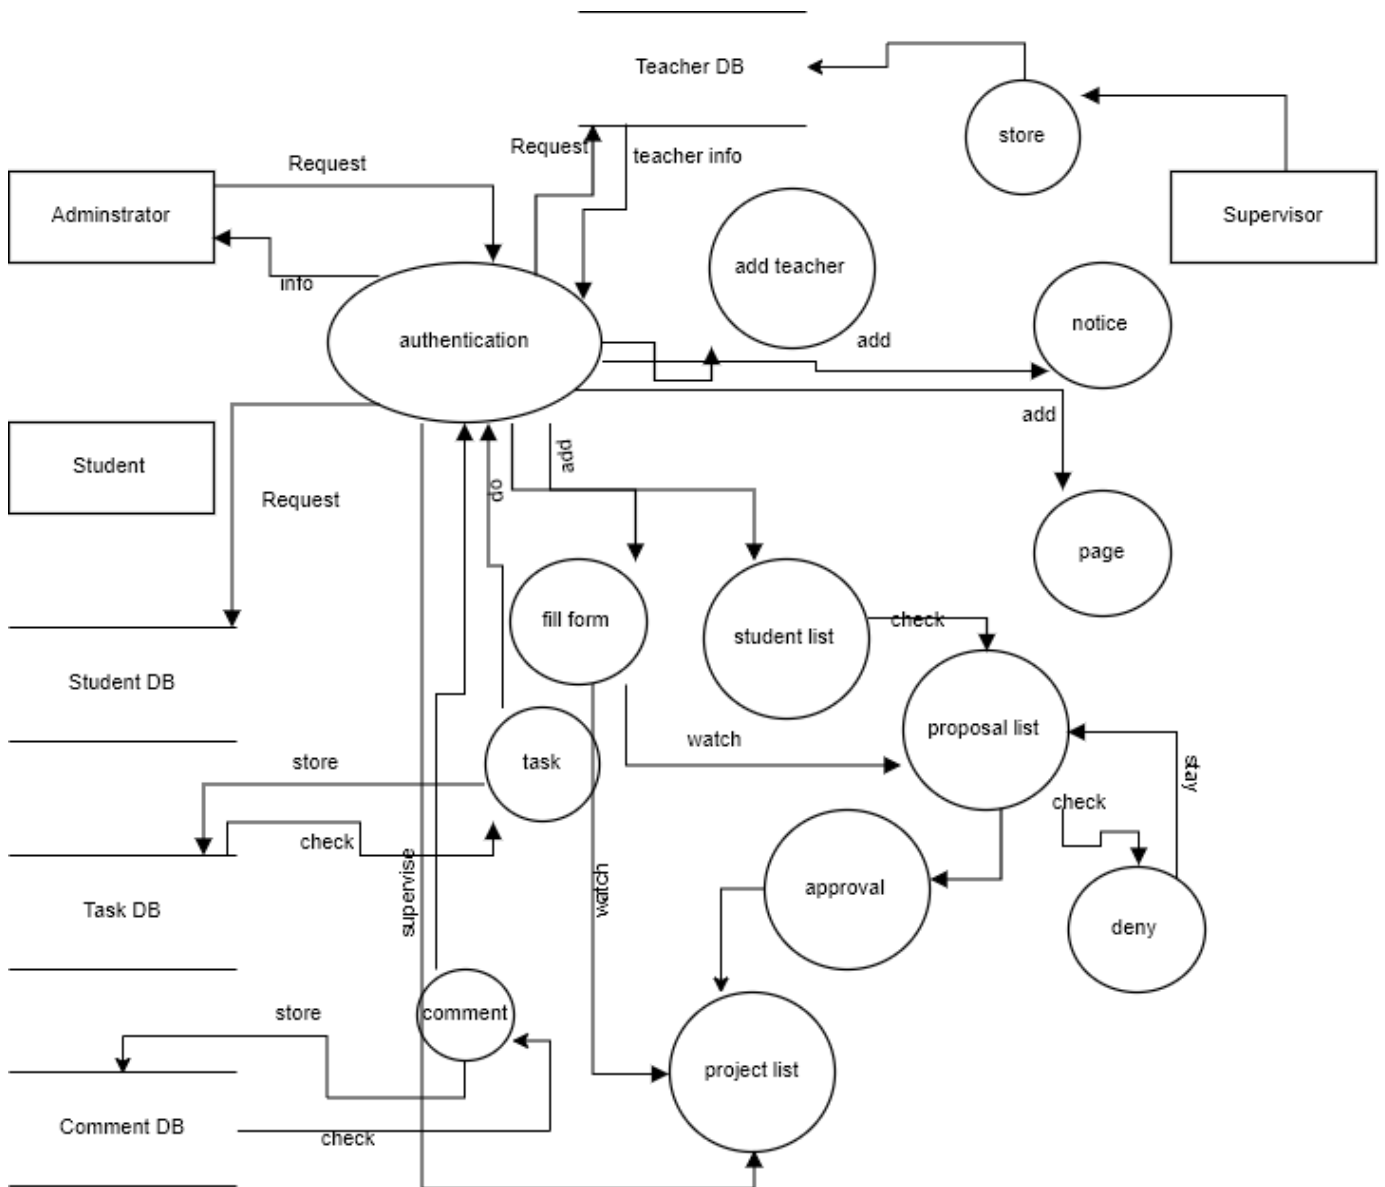 Teacher DB
store
Request
teacher info
Request
Adminstrator
Supervisor
add teacher
info
notice
authentication
add
add
add
Student
do
Request
page
fill form
student list
check
Student DB
proposal list
watch
store
task
stay
check
check
supervise
watch
approval
Task DB
deny
store
comment
project list
Comment DB
check